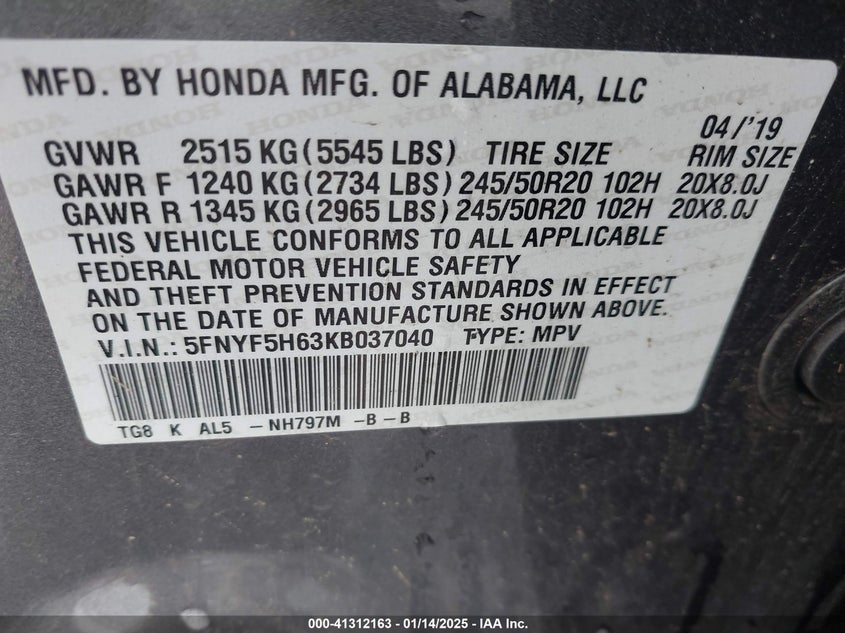 MFD. BY HONDA MFG. OF ALABAMA, LLC
04/'19
GVWR 2515 KG (5545 LBS) TIRE SIZE RIM SIZE
GAWR F 1240 KG (2734 LBS) 245/50R20 102H 20X8.0J
GAWR R 1345 KG (2965 LBS) 245/50R20 102H 20X8.0J
THIS VEHICLE CONFORMS TO ALL APPLICABLE
FEDERAL MOTOR VEHICLE SAFETY
AND THEFT PREVENTION STANDARDS IN EFFECT
ON THE DATE OF MANUFACTURE SHOWN ABOVE.
V.I.N.: 5FNYF5H63KB037040 TYPE: MPV
TG8 K AL5 -NH797M -B-B
000-41312163 - 01/14/2025 - IAA Inc.